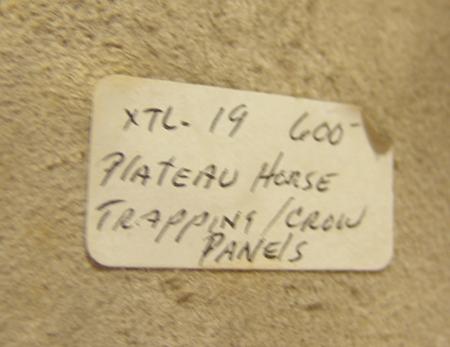 XTL- 19 600-
PLATEAU HORSE
TRAPPING/CROW
PANELS